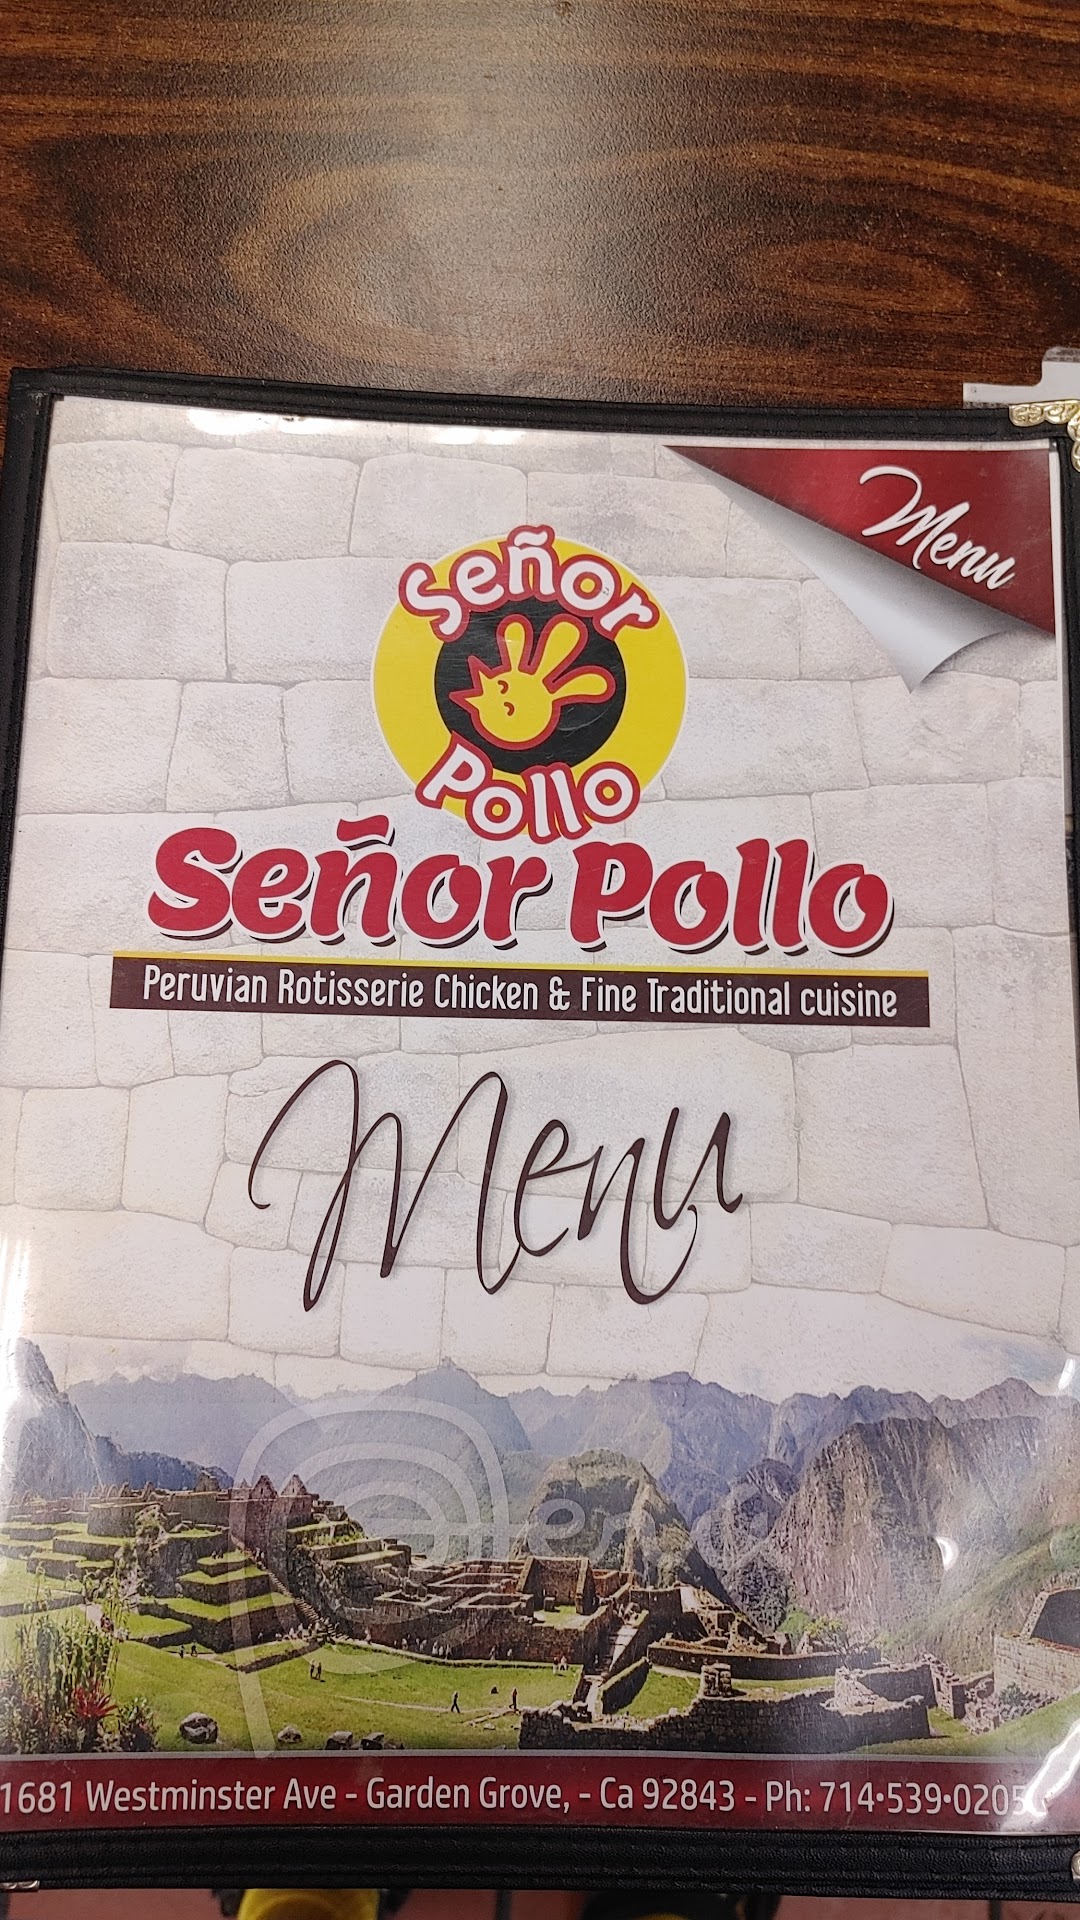 Menu
Señor
Pollo
Señor Pollo
Peruvian Rotisserie Chicken & Fine Traditional cuisine
Menu
1681 Westminster Ave - Garden Grove, - Ca 92843 - Ph: 714•539•0205